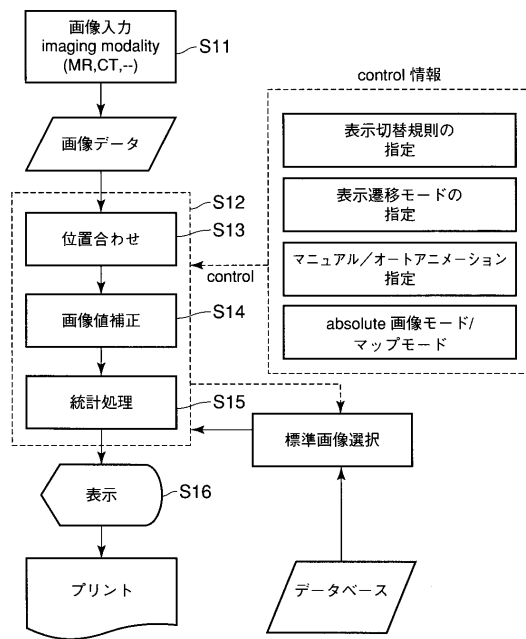 画像入力
imaging modality
(MR,CT,--)
S11
画像データ
S12
位置合わせ
S13
画像値補正
S14
統計処理
S15
表示
S16
プリント
control 情報
表示切替規則の
指定
表示遷移モードの
指定
マニュアル／オートアニメーション
指定
absolute 画像モード/
マップモード
control
標準画像選択
データベース